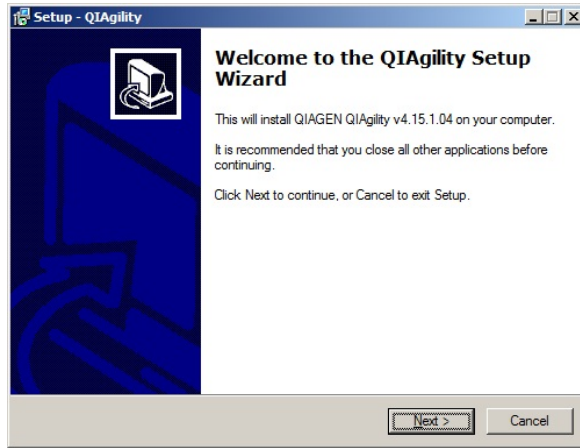 Setup - QIAgility
Welcome to the QIAgility Setup
Wizard
This will install QIAGEN QIAgility v4.15.1.04 on your computer.
It is recommended that you close all other applications before
continuing.
Click Next to continue, or Cancel to exit Setup.
Next >
Cancel